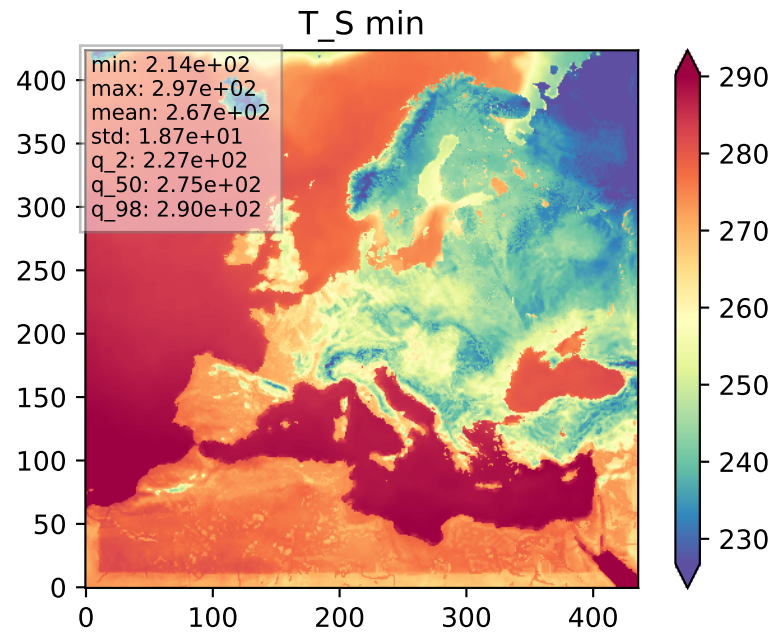 T_S min
min: 2.14e+02
max: 2.97e+02
mean: 2.67e+02
std: 1.87e+01
q_2: 2.27e+02
q_50: 2.75e+02
q_98: 2.90e+02
400
350
300
250
200
150
100
50
0
0 100 200 300 400
290
280
270
260
250
240
230